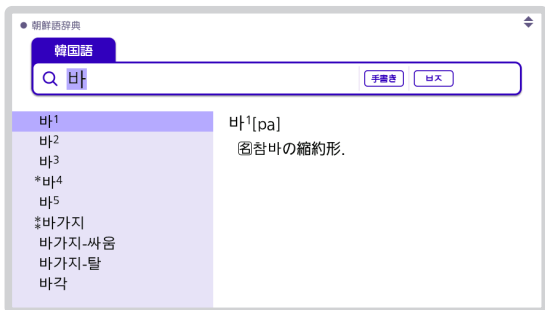 ● 朝鮮語辞典
韓国語
바 手書き ㅂㅈ
바1
바2
바3
*바4
바5
⁑바가지
바가지-싸움
바가지-탈
바각
바1[pa]
名참바の縮約形.